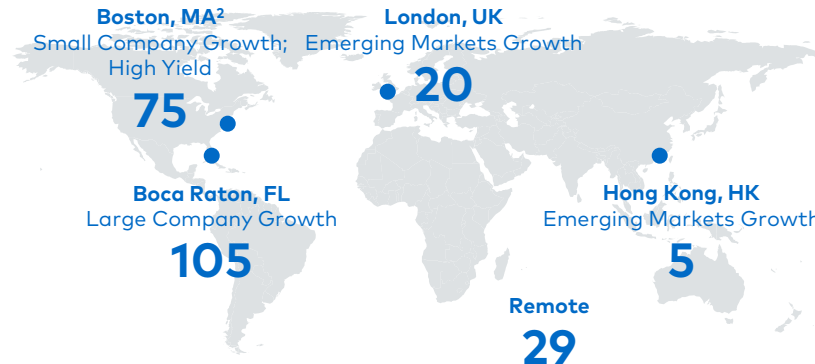 Boston, MA²
Small Company Growth;
High Yield
75
London, UK
Emerging Markets Growth
20
Boca Raton, FL
Large Company Growth
105
Hong Kong, HK
Emerging Markets Growth
5
Remote
29